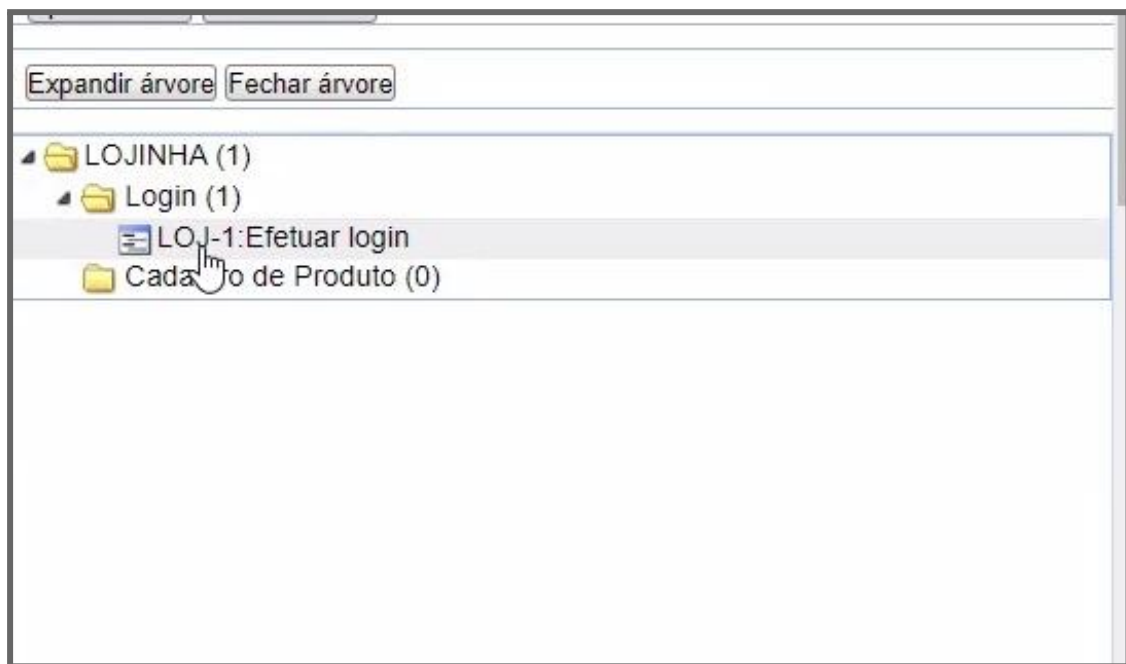 Expandir árvore Fechar árvore
LOJINHA (1)
Login (1)
LOJ-1:Efetuar login
de Produto (0)